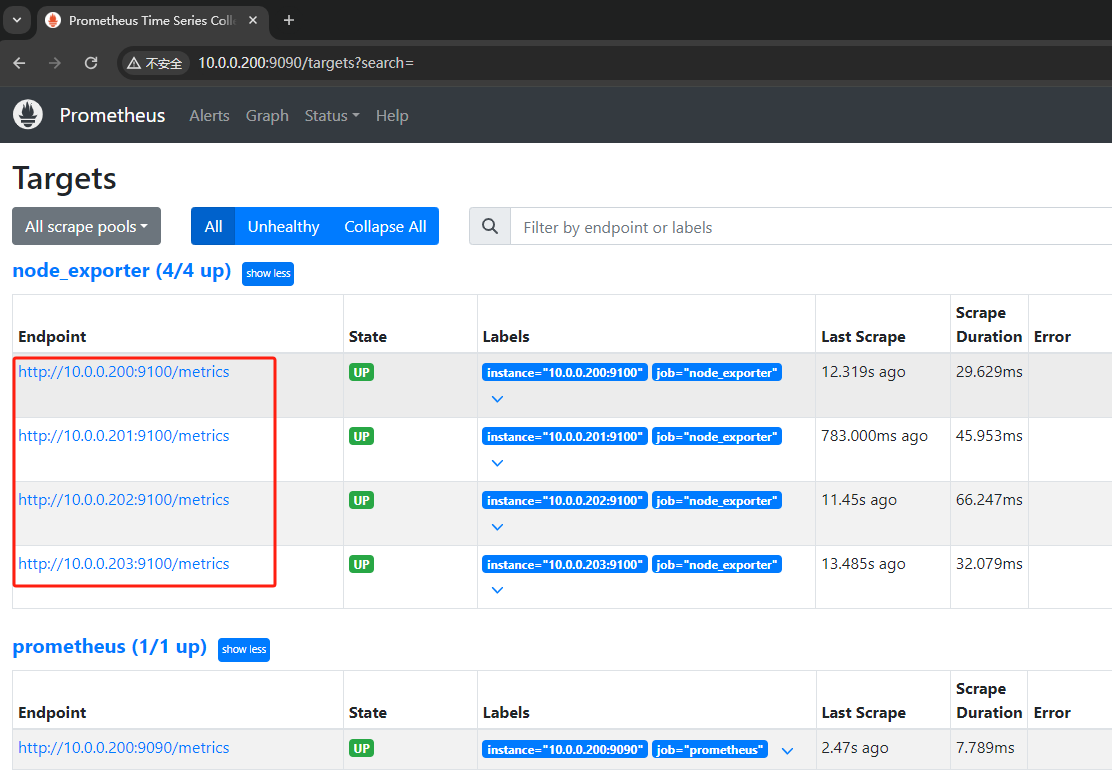 Prometheus Time Series Coll
不安全 10.0.0.200:9090/targets?search=
Prometheus Alerts Graph Status Help
Targets
All scrape pools All Unhealthy Collapse All Filter by endpoint or labels
node_exporter (4/4 up) show less
Endpoint State Labels Last Scrape Scrape Duration Error
http://10.0.0.200:9100/metrics UP instance="10.0.0.200:9100" job="node_exporter" 12.319s ago 29.629ms
http://10.0.0.201:9100/metrics UP instance="10.0.0.201:9100" job="node_exporter" 783.000ms ago 45.953ms
http://10.0.0.202:9100/metrics UP instance="10.0.0.202:9100" job="node_exporter" 11.45s ago 66.247ms
http://10.0.0.203:9100/metrics UP instance="10.0.0.203:9100" job="node_exporter" 13.485s ago 32.079ms
prometheus (1/1 up) show less
Endpoint State Labels Last Scrape Scrape Duration Error
http://10.0.0.200:9090/metrics UP instance="10.0.0.200:9090" job="prometheus" 2.47s ago 7.789ms